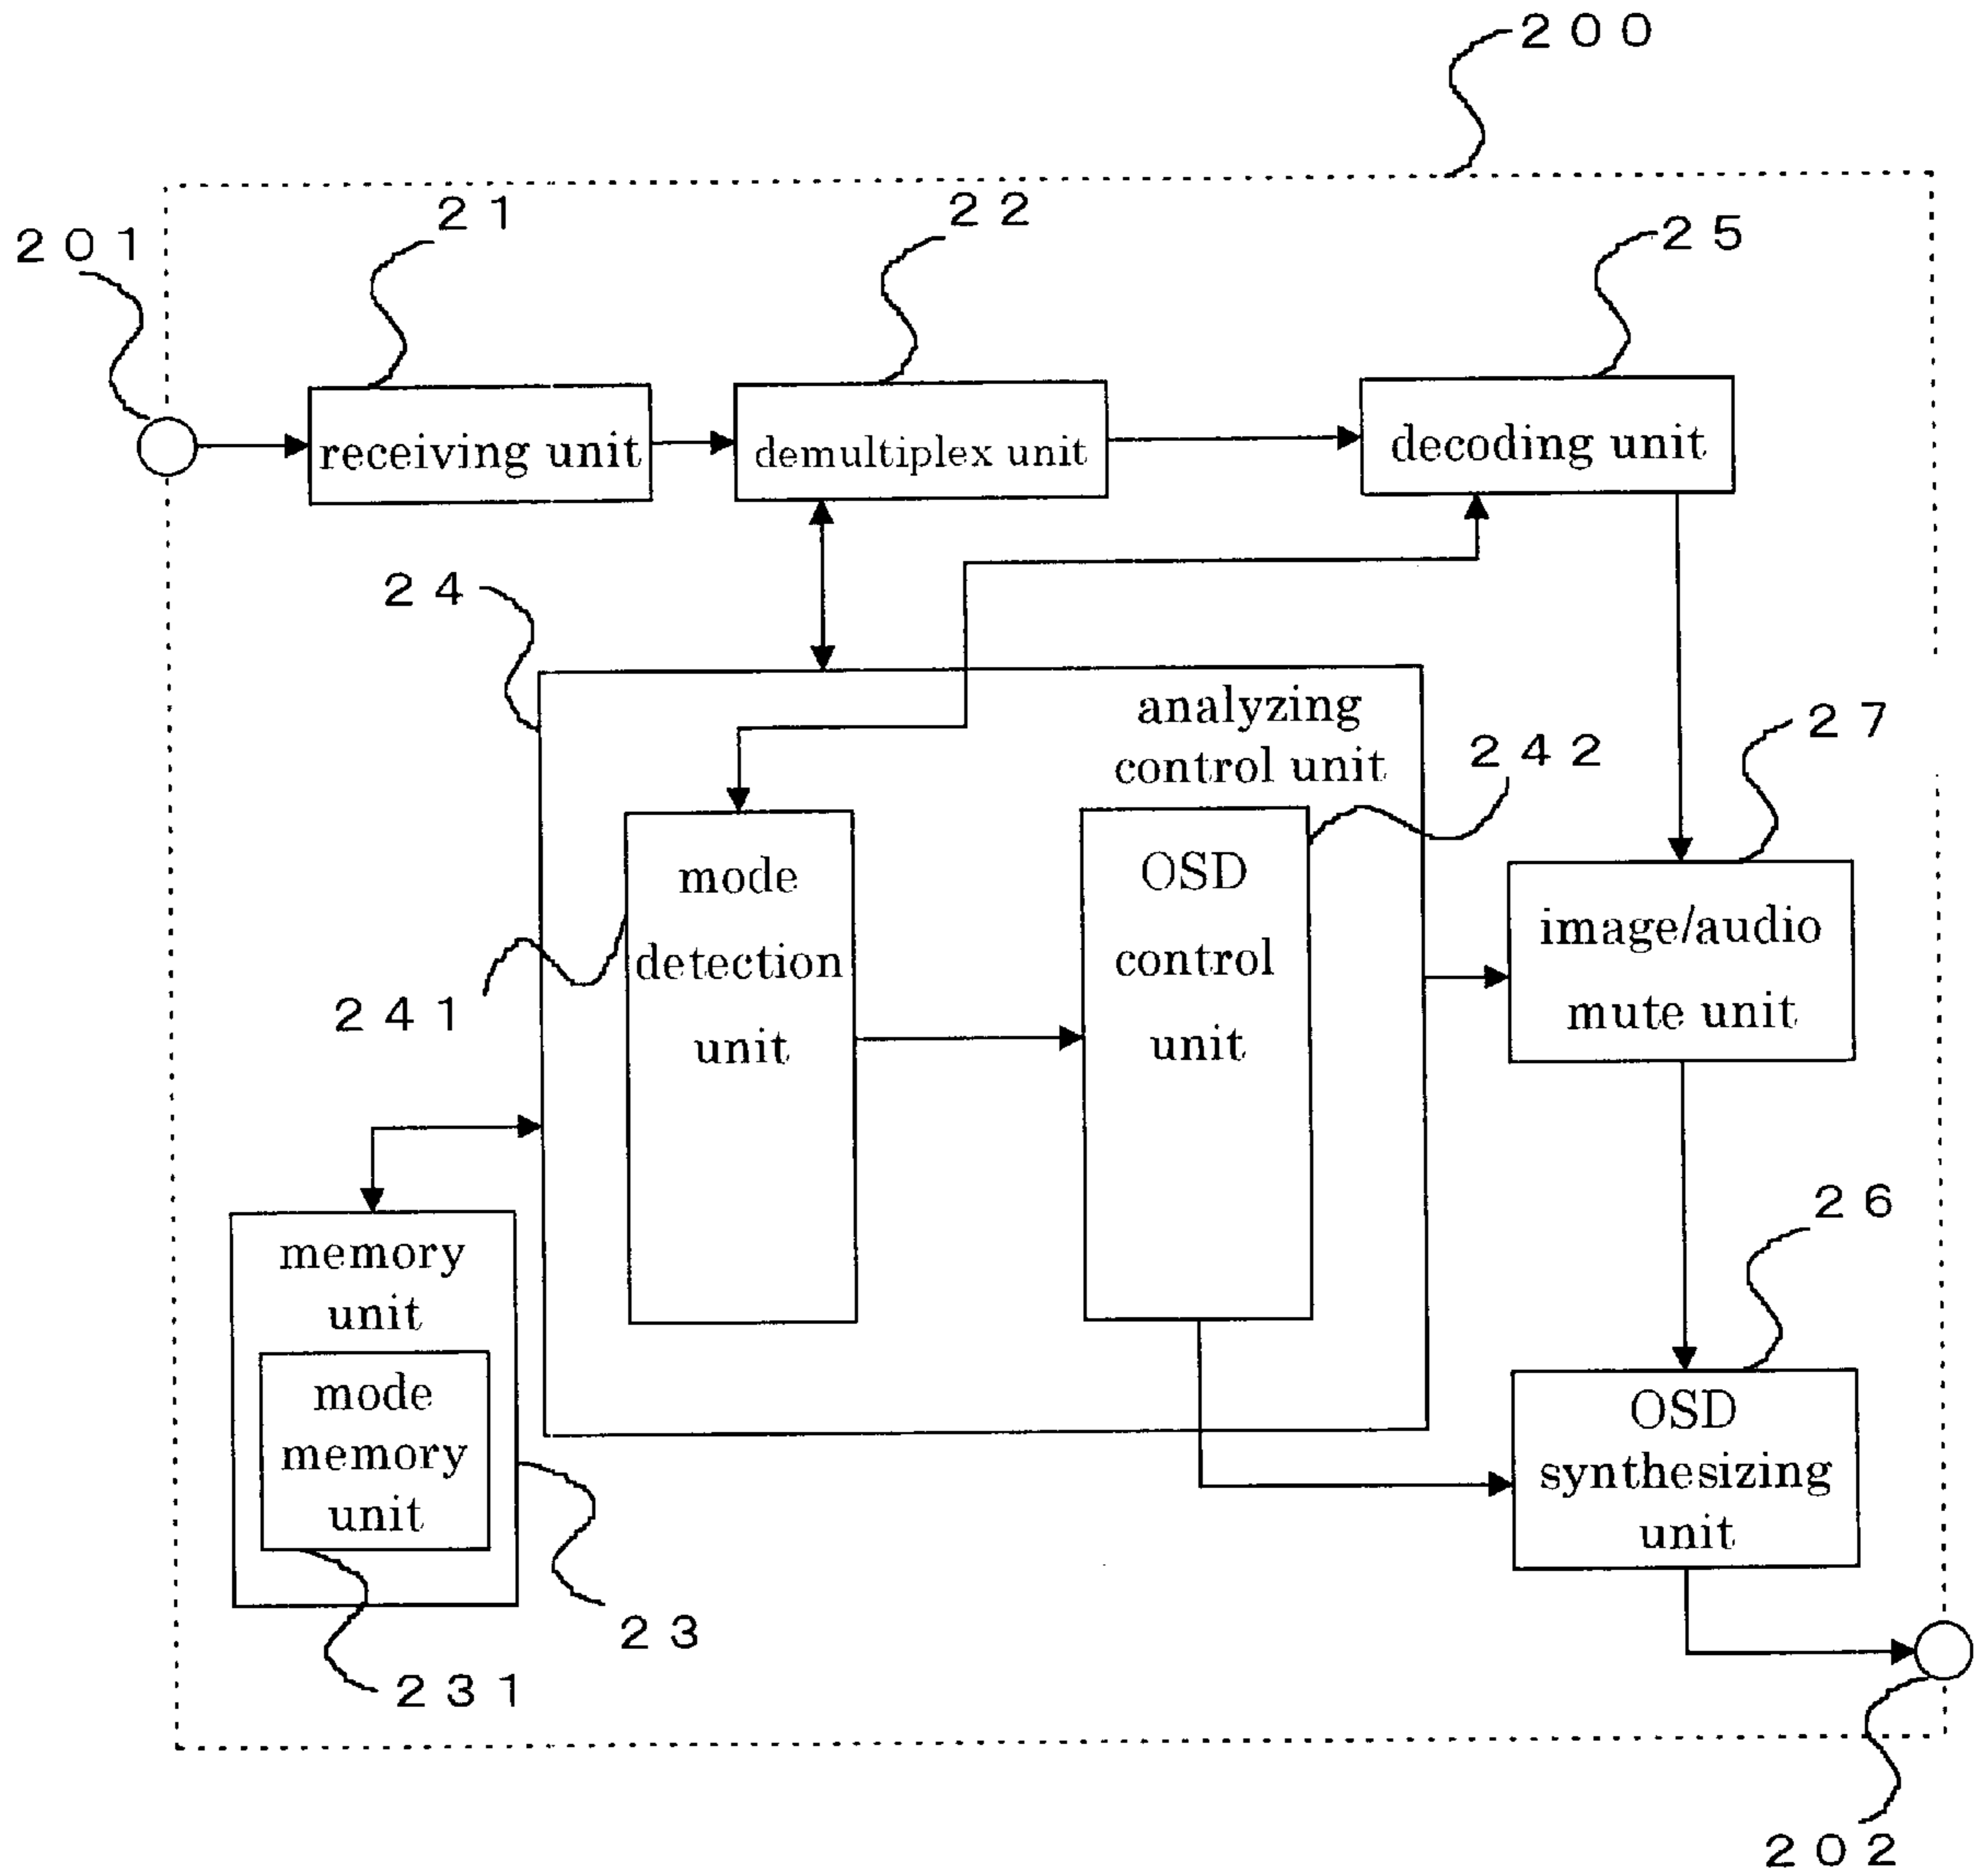 200
201
21
22
25
receiving unit
demultiplex unit
decoding unit
24
analyzing
control unit
242
27
mode
detection
unit
OSD
control
unit
241
image/audio
mute unit
memory
unit
mode
memory
unit
23
231
26
OSD
synthesizing
unit
202